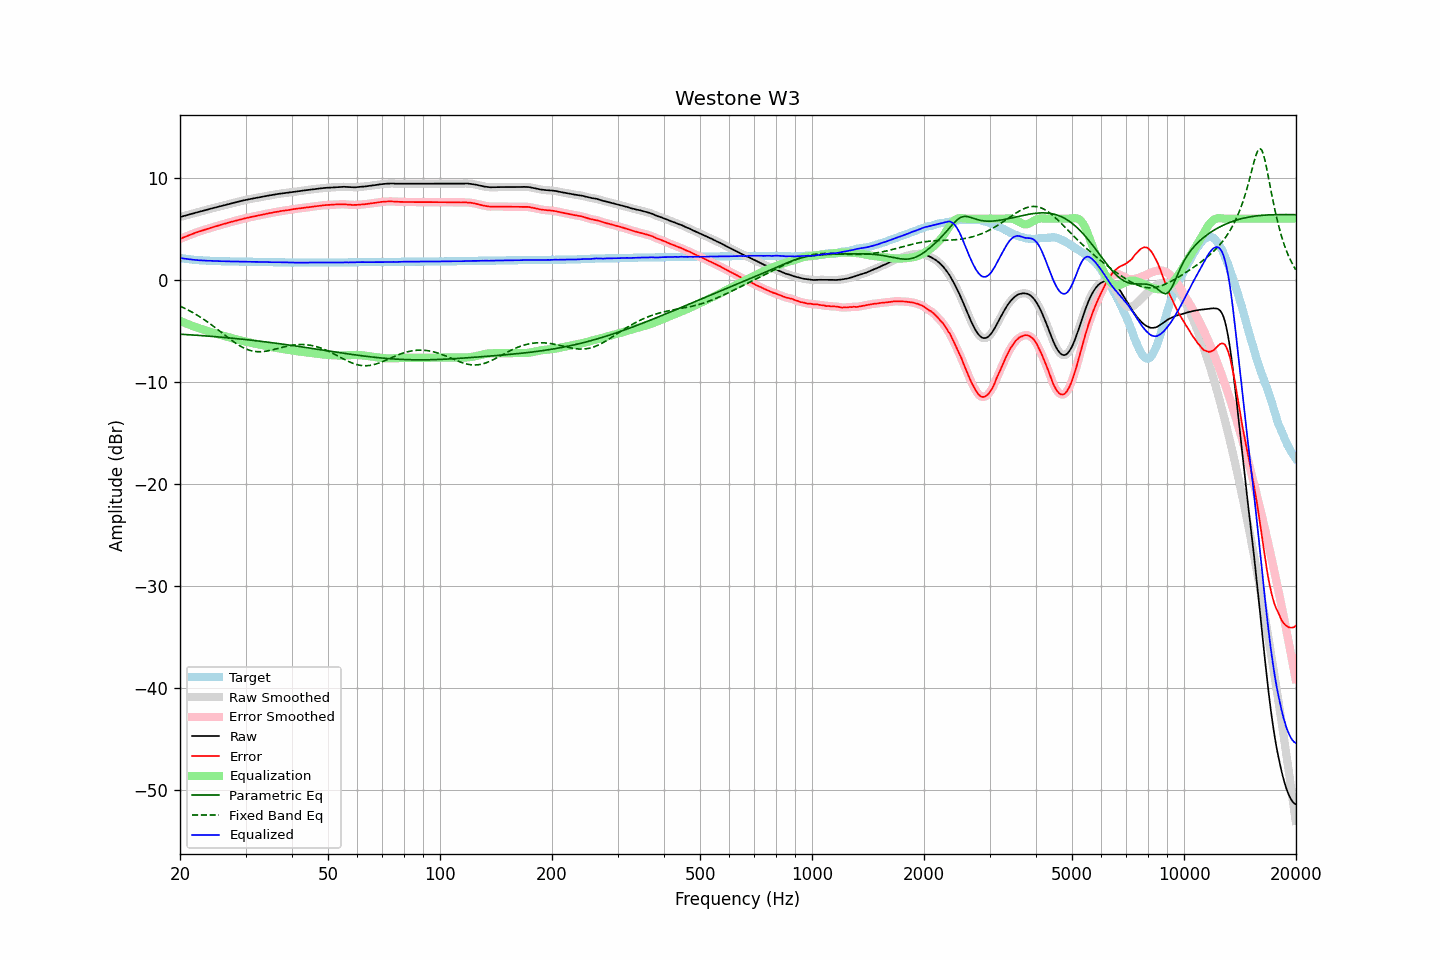 Westone W3
Amplitude (dBr)
10
0
−10
−20
−30
−40
−50
Target
Raw Smoothed
Error Smoothed
Raw
Error
Equalization
Parametric Eq
Fixed Band Eq
Equalized
20 50 100 200 500 1000 2000 5000 10000 20000
Frequency (Hz)